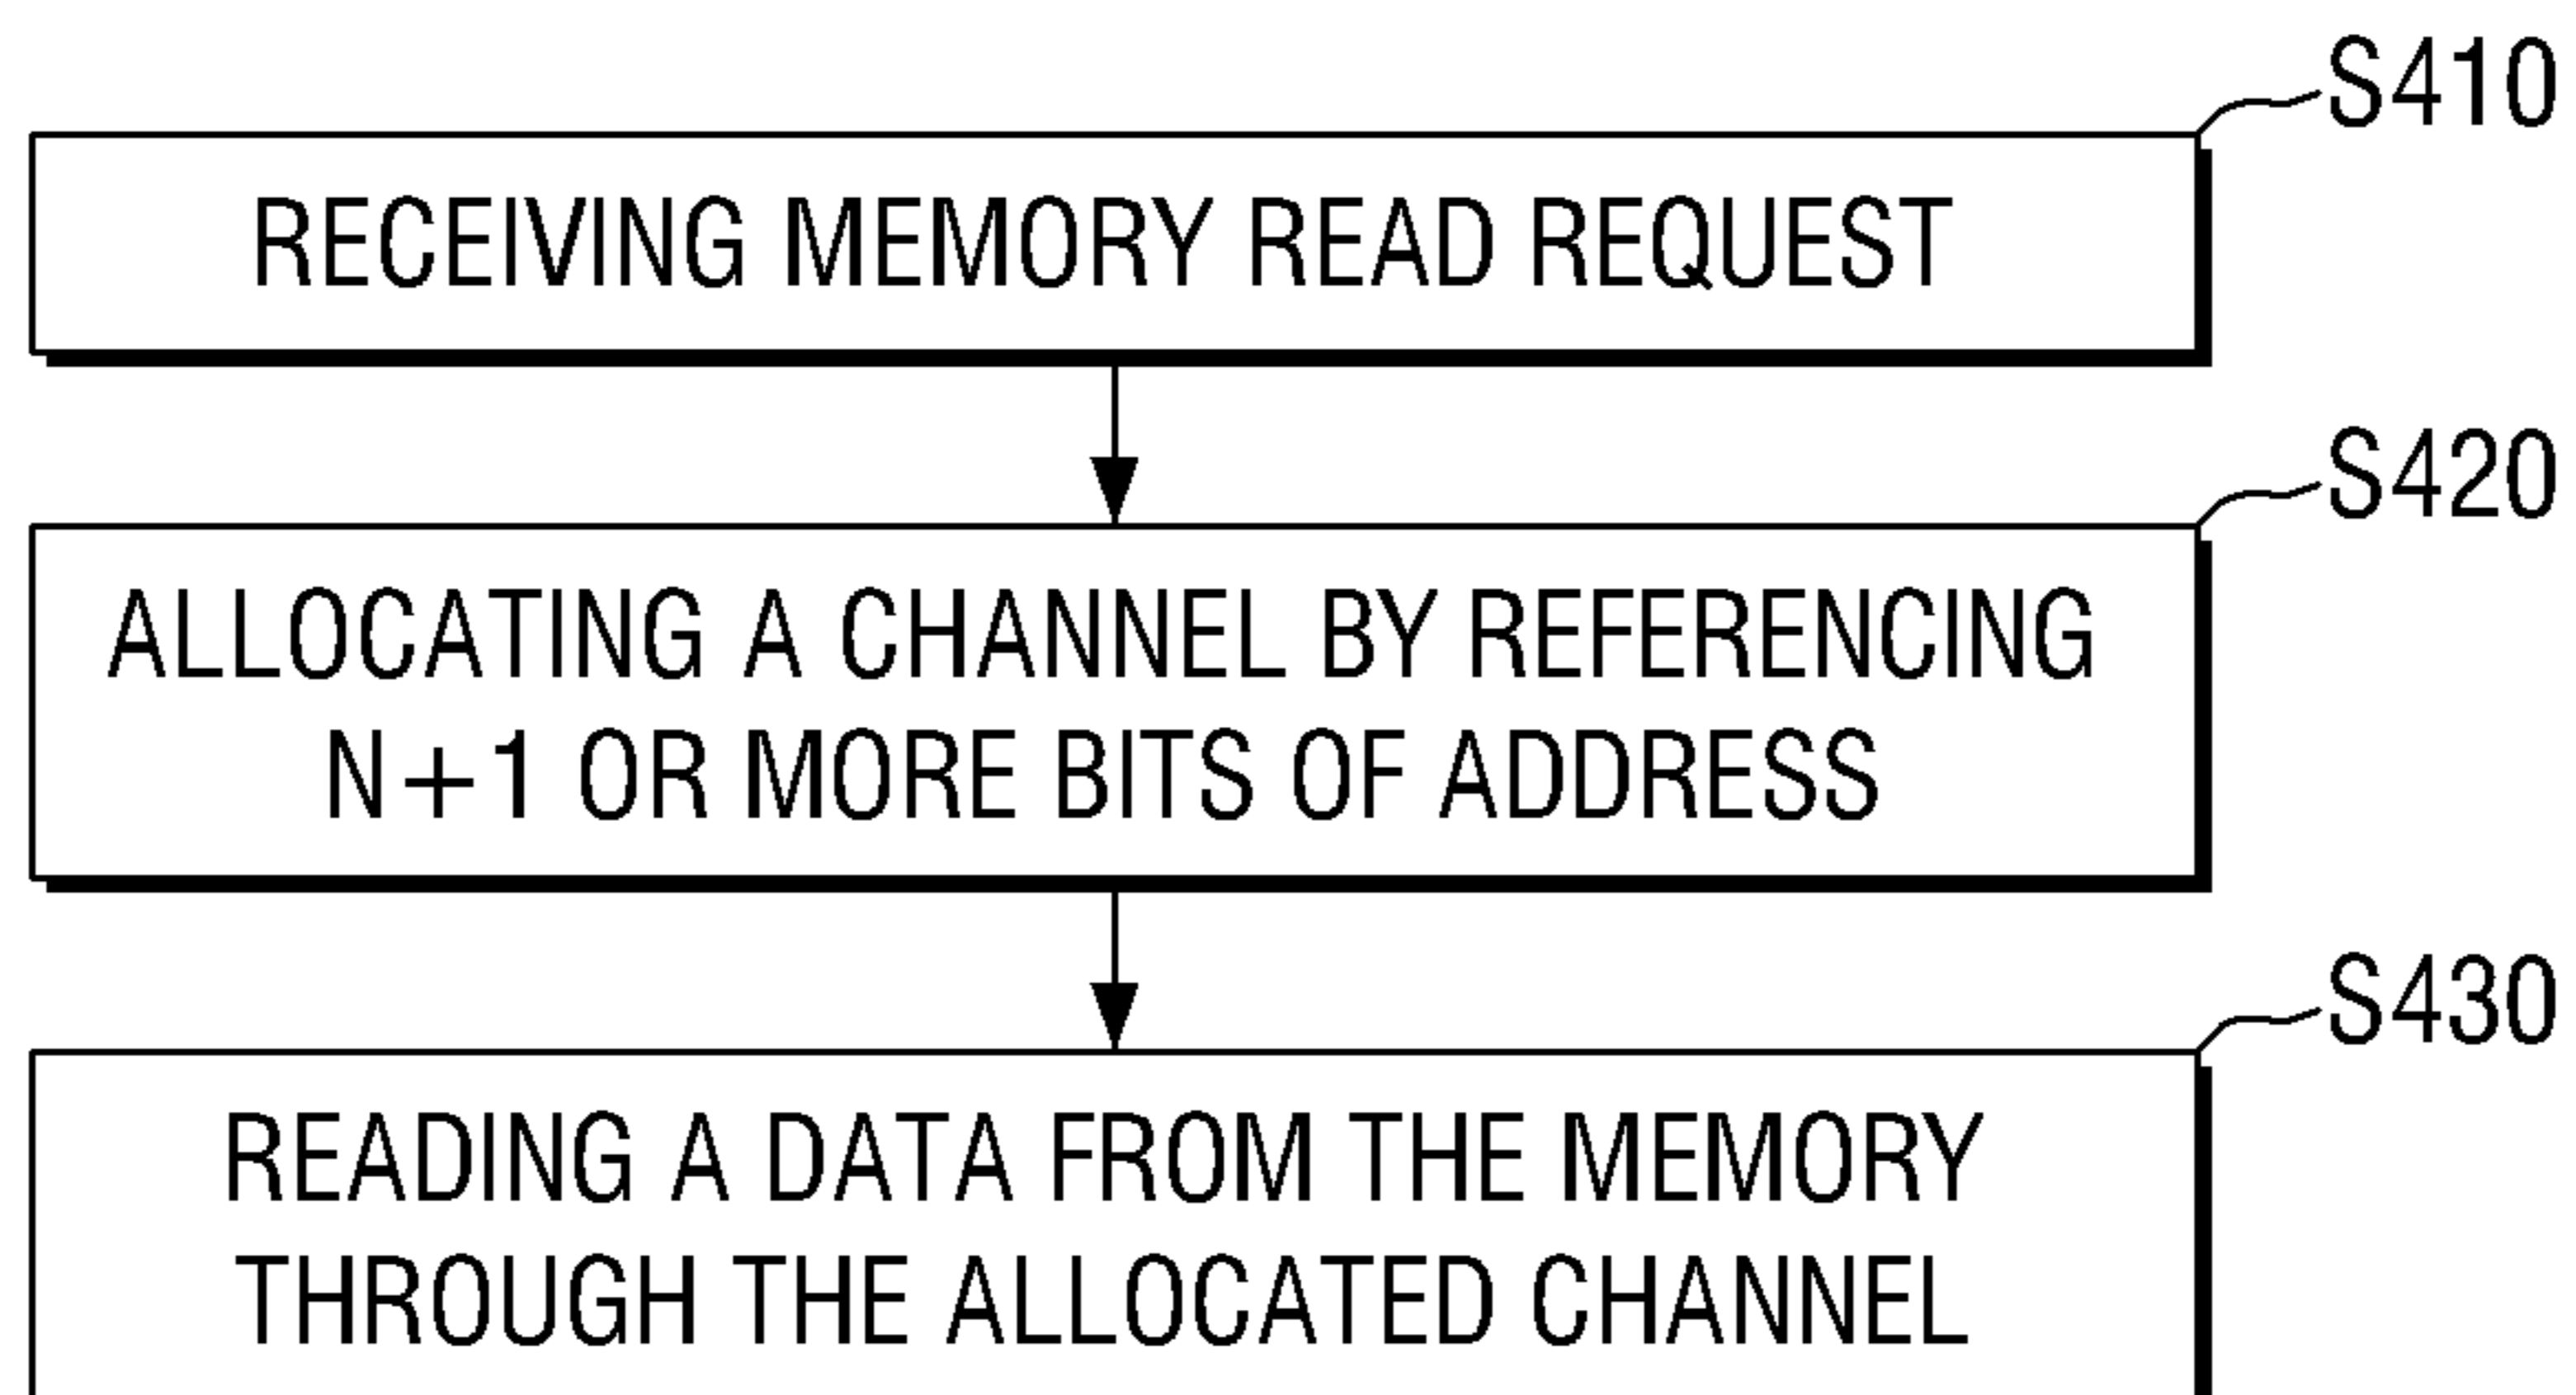 S410
RECEIVING MEMORY READ REQUEST
S420
ALLOCATING A CHANNEL BY REFERENCING
N+1 OR MORE BITS OF ADDRESS
S430
READING A DATA FROM THE MEMORY
THROUGH THE ALLOCATED CHANNEL